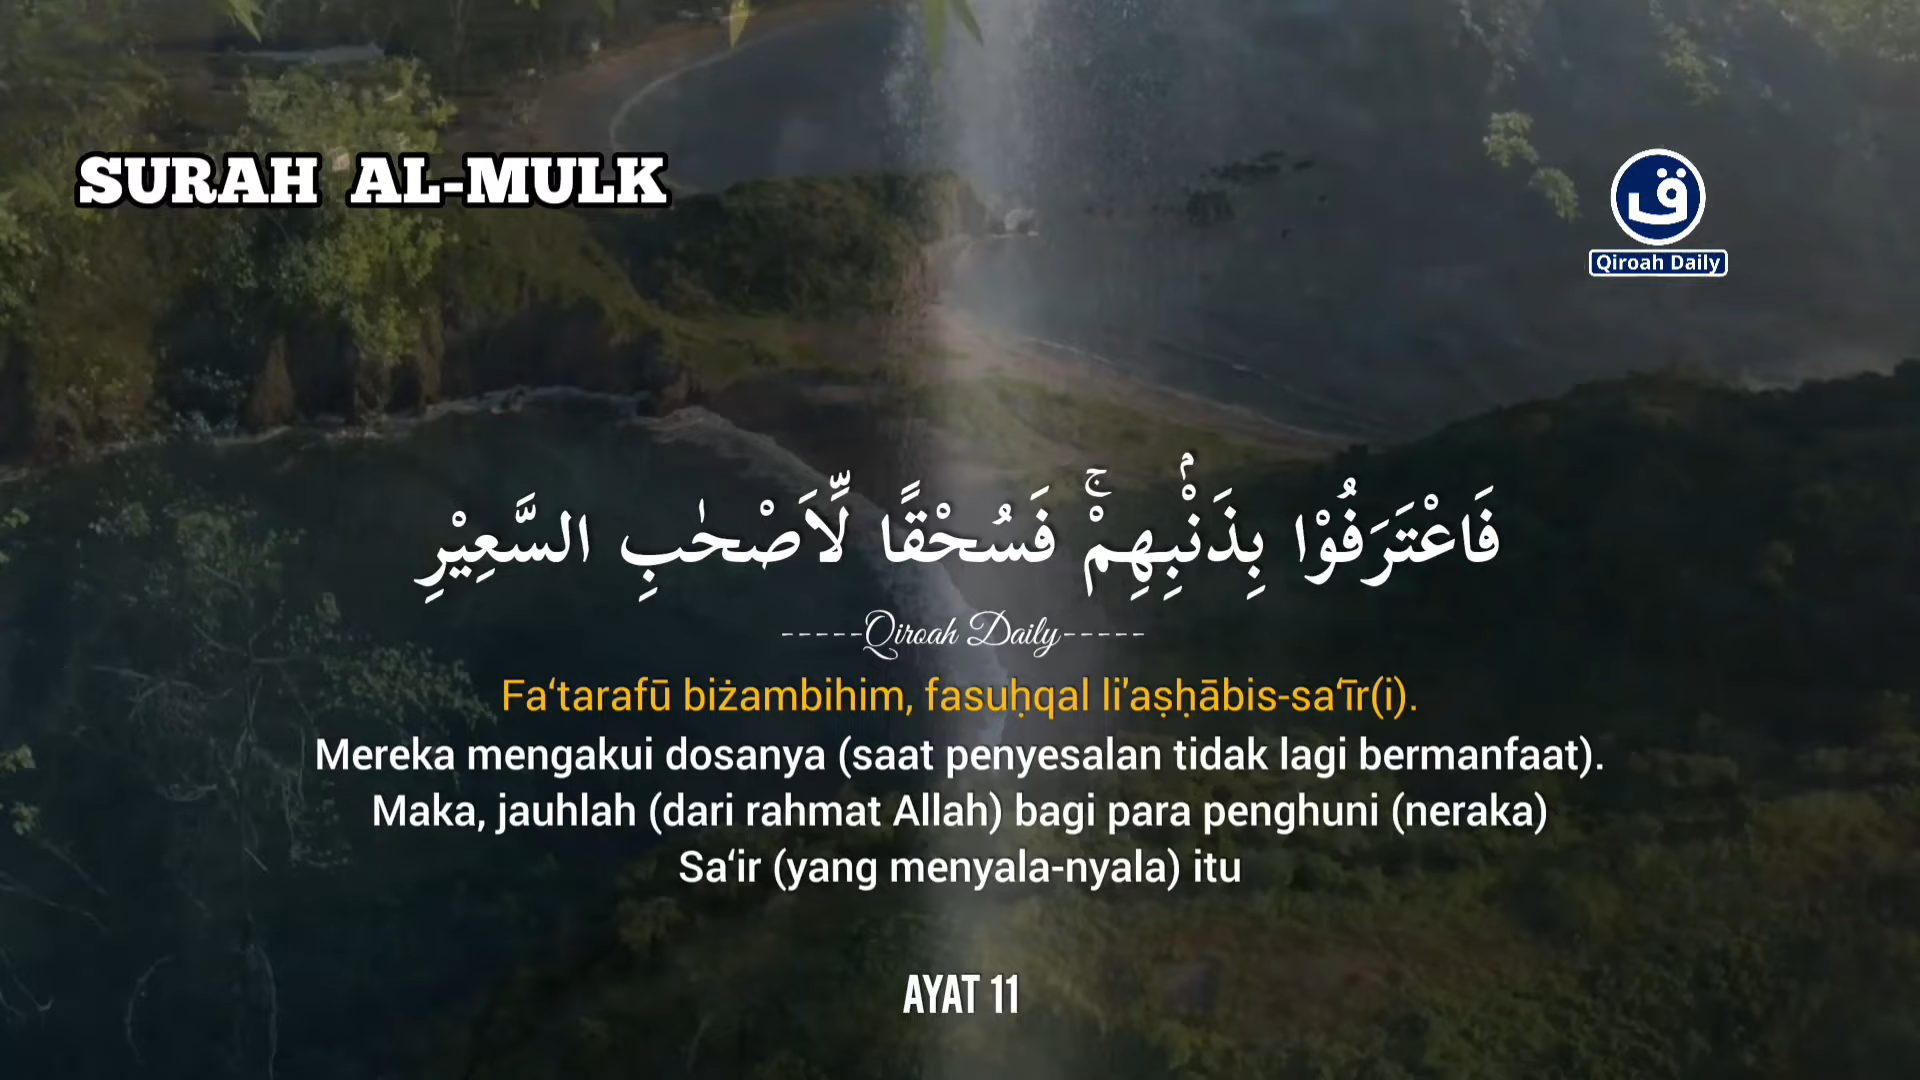 SURAH AL-MULK
ق
Qiroah Daily
فَاعْتَرَفُوْا بِذَنْۢبِهِمْۚ فَسُحْقًا لِّاَصْحٰبِ السَّعِيْرِ
-----Qiroah Daily-----
Fa‘tarafū biżambihim, fasuḥqal li'aṣḥābis-sa‘īr(i).
Mereka mengakui dosanya (saat penyesalan tidak lagi bermanfaat).
Maka, jauhlah (dari rahmat Allah) bagi para penghuni (neraka)
Sa‘ir (yang menyala-nyala) itu
AYAT 11